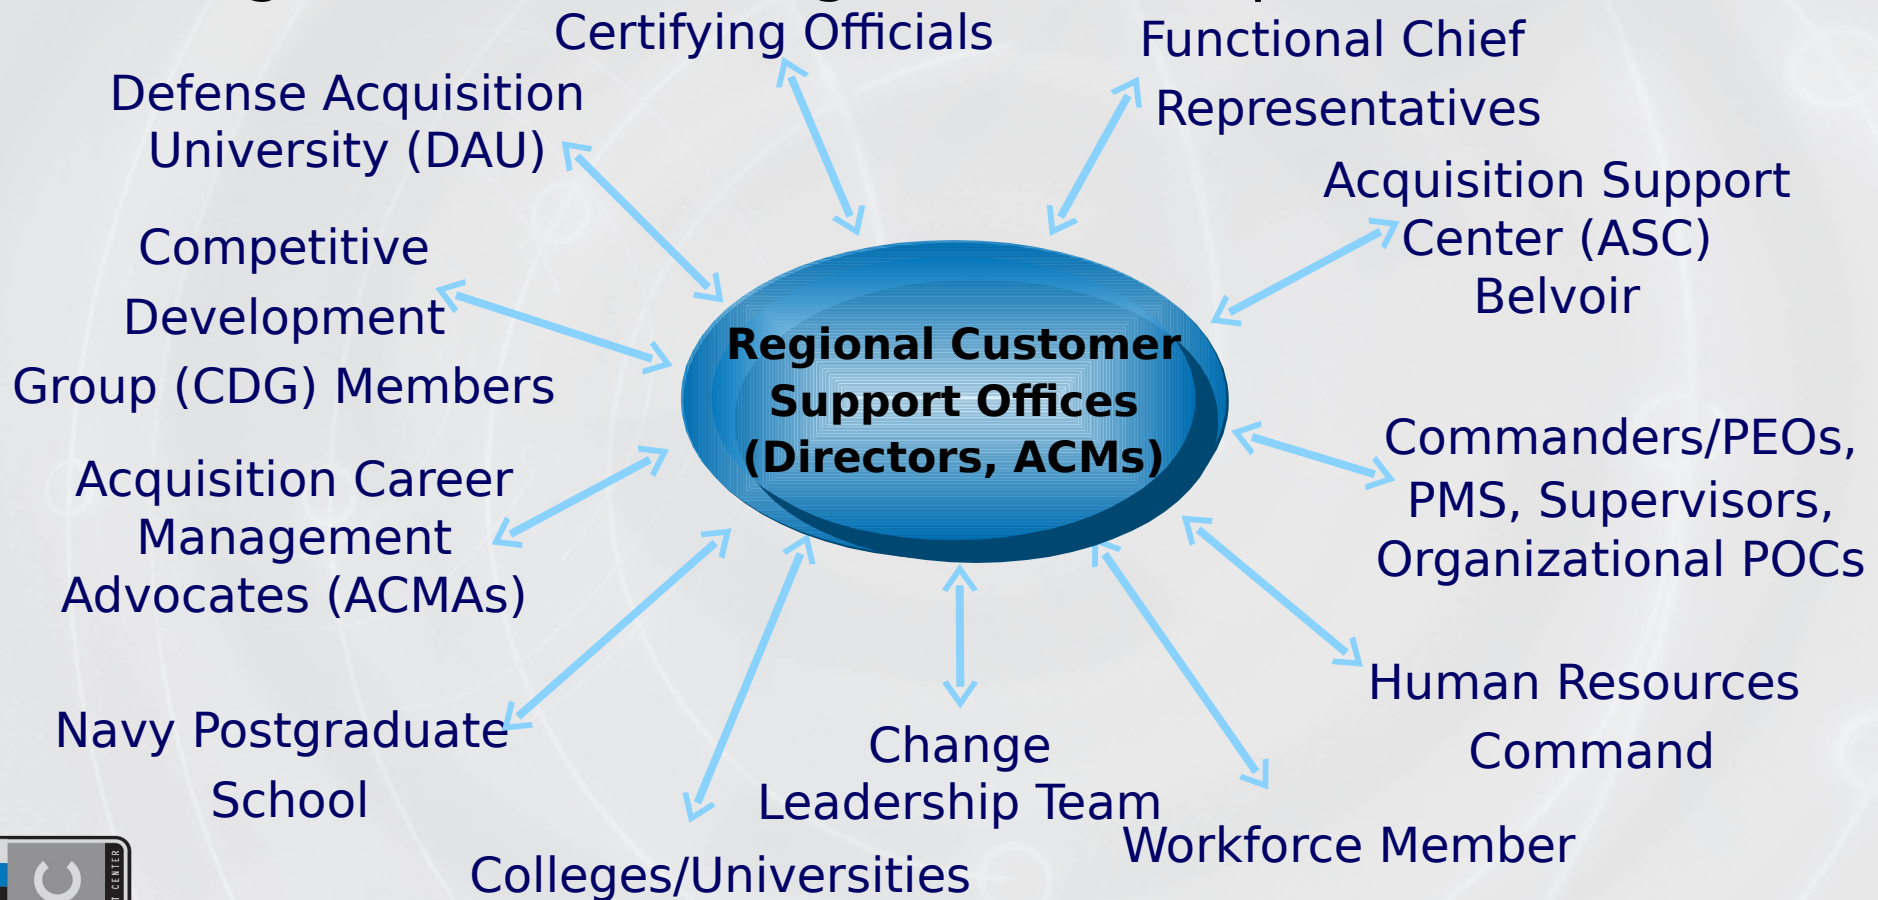 Certifying Officials
Functional Chief
Representatives
Defense Acquisition
University (DAU)
Acquisition Support
Center (ASC)
Belvoir
Competitive
Development
Group (CDG) Members
Regional Customer
Support Offices
(Directors, ACMs)
Commanders/PEOs,
PMS, Supervisors,
Organizational POCs
Acquisition Career
Management
Advocates (ACMAs)
Human Resources
Command
Navy Postgraduate
School
Change
Leadership Team
Workforce Member
Colleges/Universities
CENTER